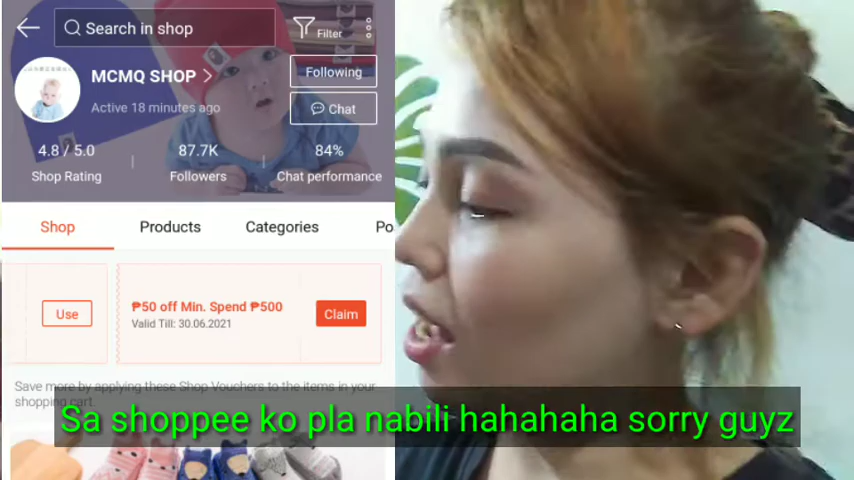 Search in shop
Filter
MCMQ SHOP
Following
Active 18 minutes ago
Chat
4.8 / 5.0
87.7K
84%
Shop Rating
Followers
Chat performance
Shop
Products
Categories
Po
Use
₱50 off Min. Spend ₱500
Valid Till: 30.06.2021
Claim
Save more by applying these Shop Vouchers to the items in your
shopping cart.
Sa shoppee ko pla nabili hahahaha sorry guyz